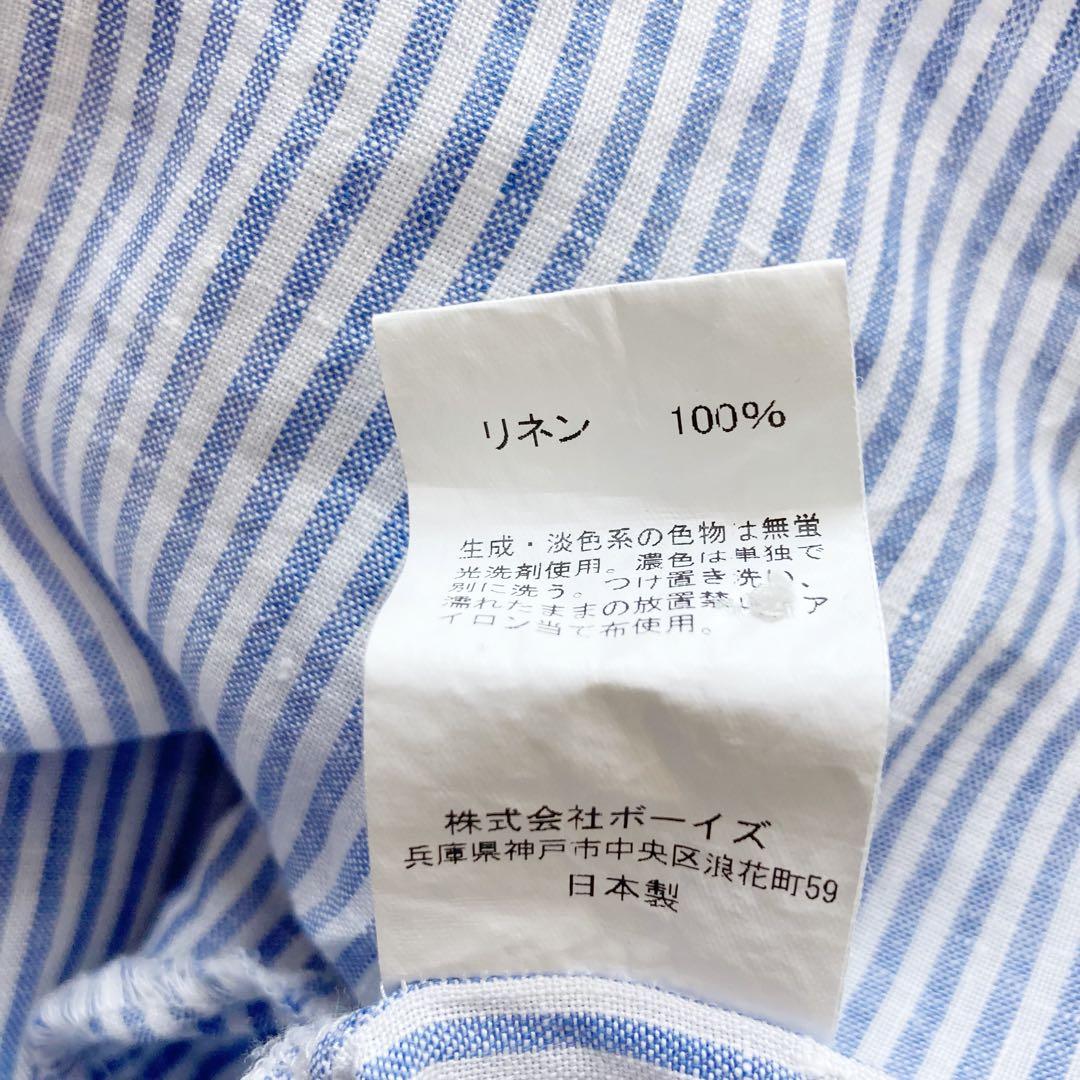 リネン 100%
生成・淡色系の色物は無蛍
光洗剤使用。濃色は単独で
別に洗う。つけ置き洗い、
濡れたままの放置禁 ア
イロン当て布使用。
株式会社ボーイズ
兵庫県神戸市中央区浪花町59
日本製